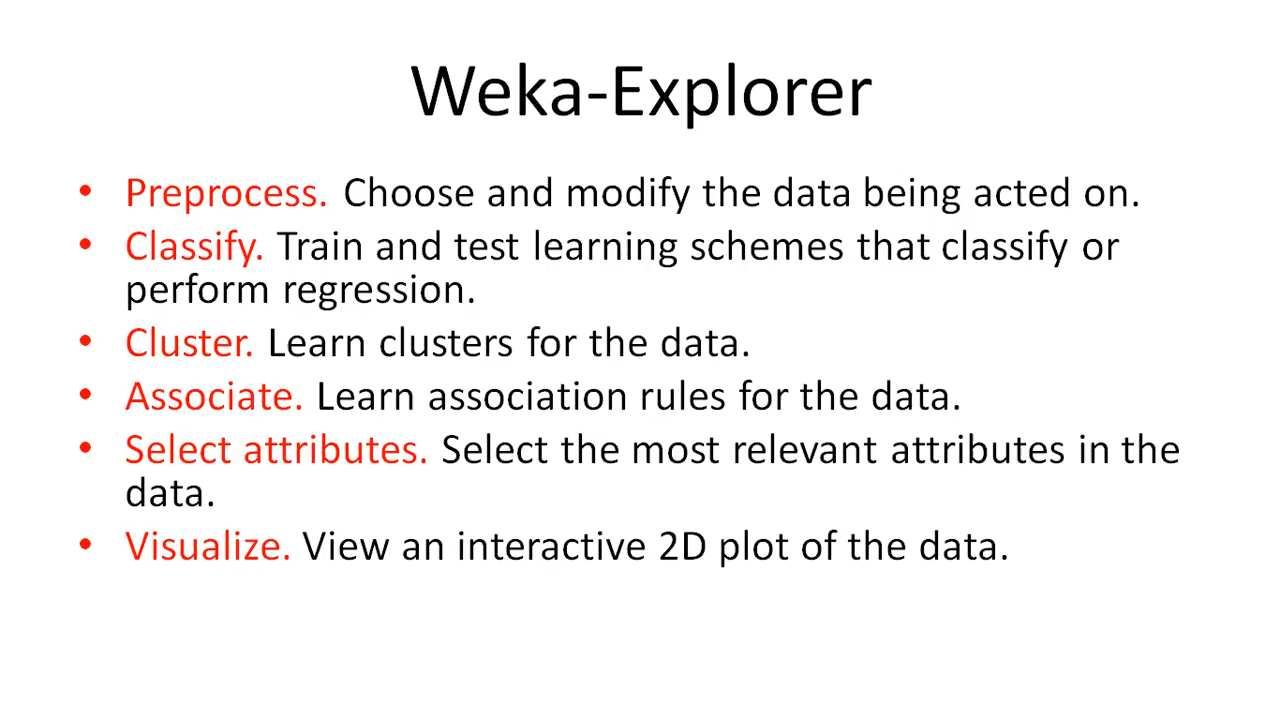 Weka-Explorer
• Preprocess. Choose and modify the data being acted on.
• Classify. Train and test learning schemes that classify or
perform regression.
• Cluster. Learn clusters for the data.
• Associate. Learn association rules for the data.
• Select attributes. Select the most relevant attributes in the
data.
• Visualize. View an interactive 2D plot of the data.